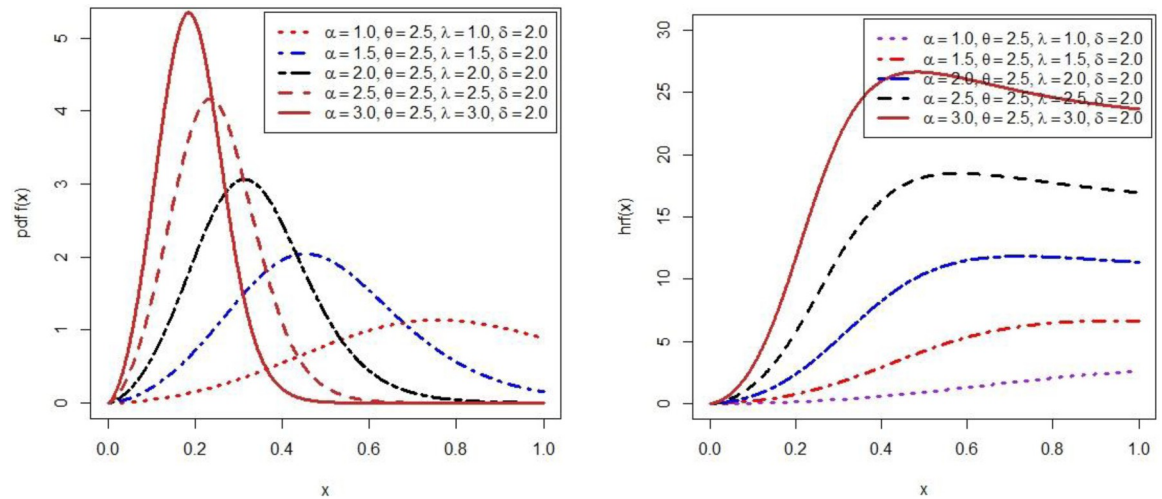 pdf f(x)
5
4
3
2
1
0
α = 1.0, θ = 2.5, λ = 1.0, δ = 2.0
α = 1.5, θ = 2.5, λ = 1.5, δ = 2.0
α = 2.0, θ = 2.5, λ = 2.0, δ = 2.0
α = 2.5, θ = 2.5, λ = 2.5, δ = 2.0
α = 3.0, θ = 2.5, λ = 3.0, δ = 2.0
0.0 0.2 0.4 0.6 0.8 1.0
x
hrf(x)
30
25
20
15
10
5
0
α = 1.0, θ = 2.5, λ = 1.0, δ = 2.0
α = 1.5, θ = 2.5, λ = 1.5, δ = 2.0
α = 2.0, θ = 2.5, λ = 2.0, δ = 2.0
α = 2.5, θ = 2.5, λ = 2.5, δ = 2.0
α = 3.0, θ = 2.5, λ = 3.0, δ = 2.0
0.0 0.2 0.4 0.6 0.8 1.0
x